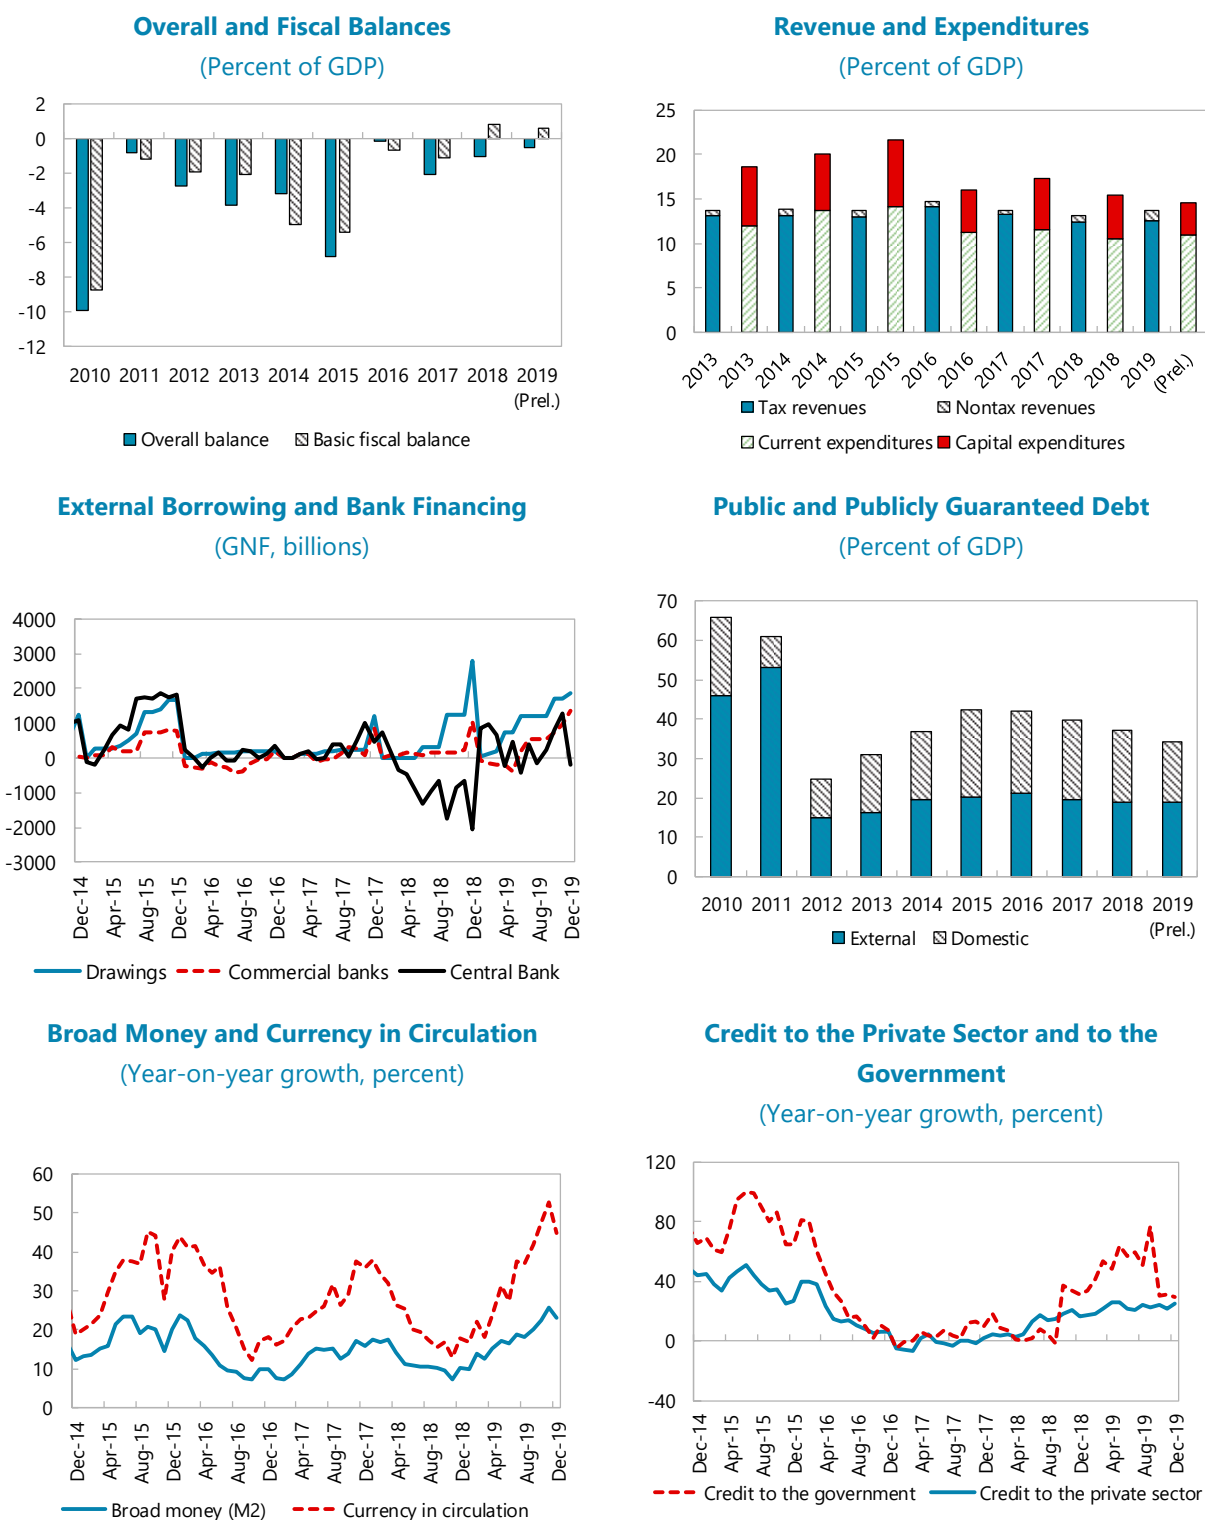 Overall and Fiscal Balances
(Percent of GDP)
2
0
-2
-4
-6
-8
-10
-12
2010 2011 2012 2013 2014 2015 2016 2017 2018 2019
(Prel.)
Overall balance Basic fiscal balance
Revenue and Expenditures
(Percent of GDP)
25
20
15
10
5
0
2013 2013 2014 2014 2015 2015 2016 2016 2017 2017 2018 2018 2019 (Prel.)
Tax revenues Nontax revenues
Current expenditures Capital expenditures
External Borrowing and Bank Financing
(GNF, billions)
4000
3000
2000
1000
0
-1000
-2000
-3000
Dec-14 Apr-15 Aug-15 Dec-15 Apr-16 Aug-16 Dec-16 Apr-17 Aug-17 Dec-17 Apr-18 Aug-18 Dec-18 Apr-19 Aug-19 Dec-19
Drawings Commercial banks Central Bank
Public and Publicly Guaranteed Debt
(Percent of GDP)
70
60
50
40
30
20
10
0
2010 2011 2012 2013 2014 2015 2016 2017 2018 2019
(Prel.)
External Domestic
Broad Money and Currency in Circulation
(Year-on-year growth, percent)
60
50
40
30
20
10
0
Dec-14 Apr-15 Aug-15 Dec-15 Apr-16 Aug-16 Dec-16 Apr-17 Aug-17 Dec-17 Apr-18 Aug-18 Dec-18 Apr-19 Aug-19 Dec-19
Broad money (M2) Currency in circulation
Credit to the Private Sector and to the
Government
(Year-on-year growth, percent)
120
80
40
0
-40
Dec-14 Apr-15 Aug-15 Dec-15 Apr-16 Aug-16 Dec-16 Apr-17 Aug-17 Dec-17 Apr-18 Aug-18 Dec-18 Apr-19 Aug-19 Dec-19
Credit to the government Credit to the private sector